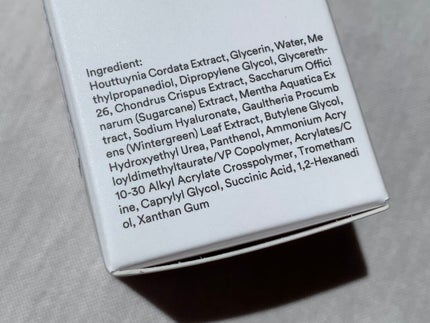 Ingredient:
Houttuynia Cordata Extract, Glycerin, Water, Me
thylpropanediol, Dipropylene Glycol, Glycereth-
26, Chondrus Crispus Extract, Saccharum Offici
narum (Sugarcane) Extract, Mentha Aquatica Ex
tract, Sodium Hyaluronate, Gaultheria Procumb
ens (Wintergreen) Leaf Extract, Butylene Glycol,
Hydroxyethyl Urea, Panthenol, Ammonium Acry
loyldimethyltaurate/VP Copolymer, Acrylates/C
10-30 Alkyl Acrylate Crosspolymer, Trometham
ine, Caprylyl Glycol, Succinic Acid, 1,2-Hexanedi
ol, Xanthan Gum